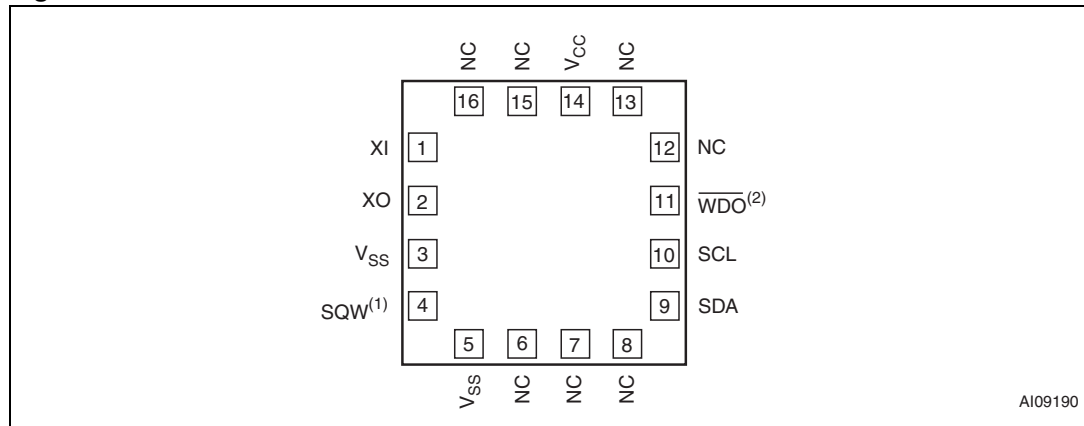 NC NC VCC NC
16 15 14 13
XI 1 12 NC
XO 2 11 WDO(2)
VSS 3 10 SCL
SQW(1) 4 9 SDA
5 6 7 8
VSS NC NC NC
AI09190